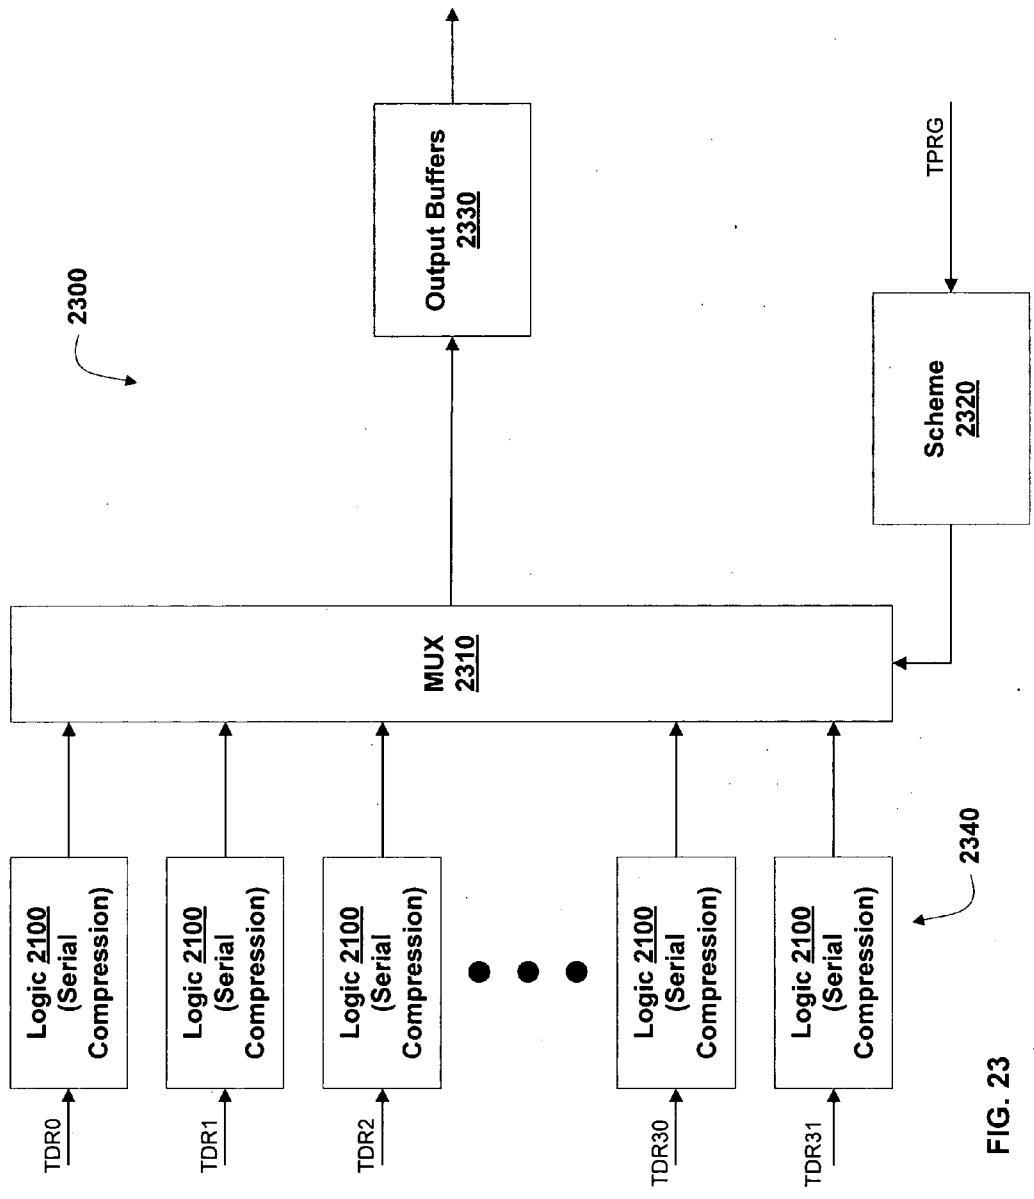 TDR0
Logic 2100
(Serial
Compression)
TDR1
Logic 2100
(Serial
Compression)
TDR2
Logic 2100
(Serial
Compression)
TDR30
Logic 2100
(Serial
Compression)
TDR31
Logic 2100
(Serial
Compression)
2340
MUX
2310
2300
Output Buffers
2330
Scheme
2320
TPRG
FIG. 23